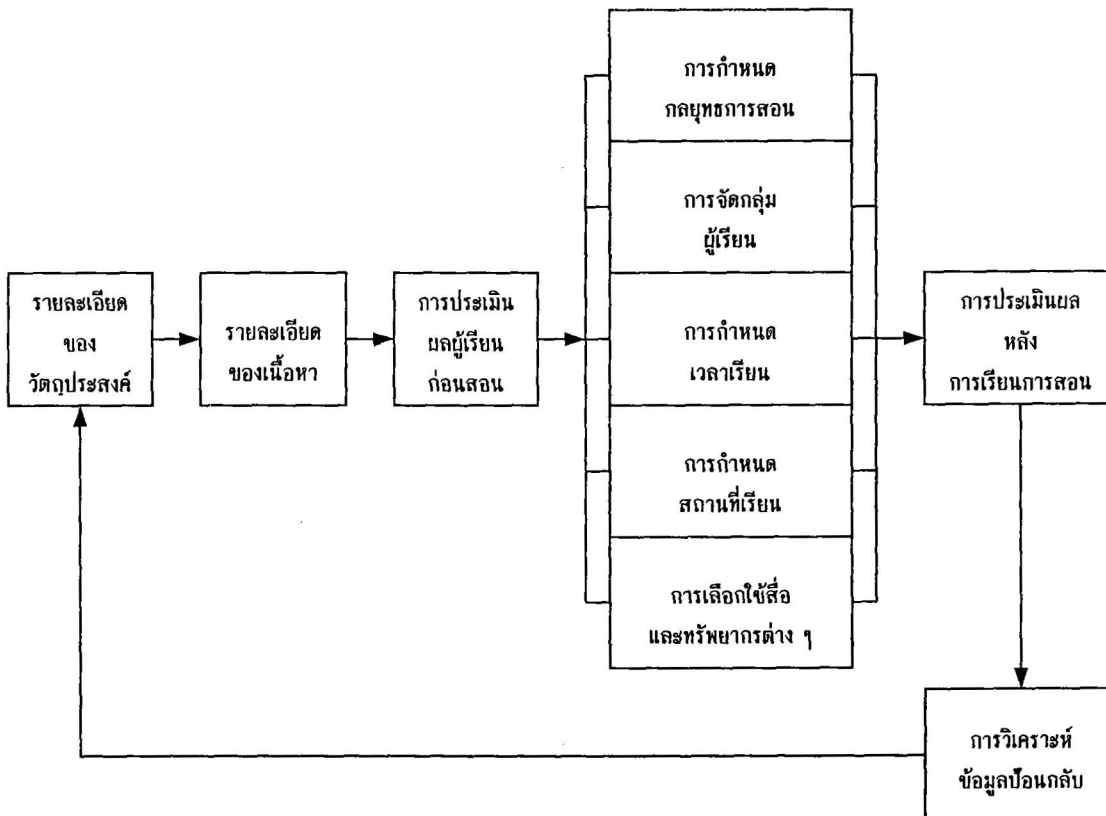 รายละเอียด
ของ
วัตถุประสงค์
รายละเอียด
ของเนื้อหา
การประเมิน
ผลผู้เรียน
ก่อนสอน
การกำหนด
กลยุทธการสอน
การจัดกลุ่ม
ผู้เรียน
การกำหนด
เวลาเรียน
การกำหนด
สถานที่เรียน
การเลือกใช้สื่อ
และทรัพยากรต่าง ๆ
การประเมินผล
หลัง
การเรียนการสอน
การวิเคราะห์
ข้อมูลป้อนกลับ